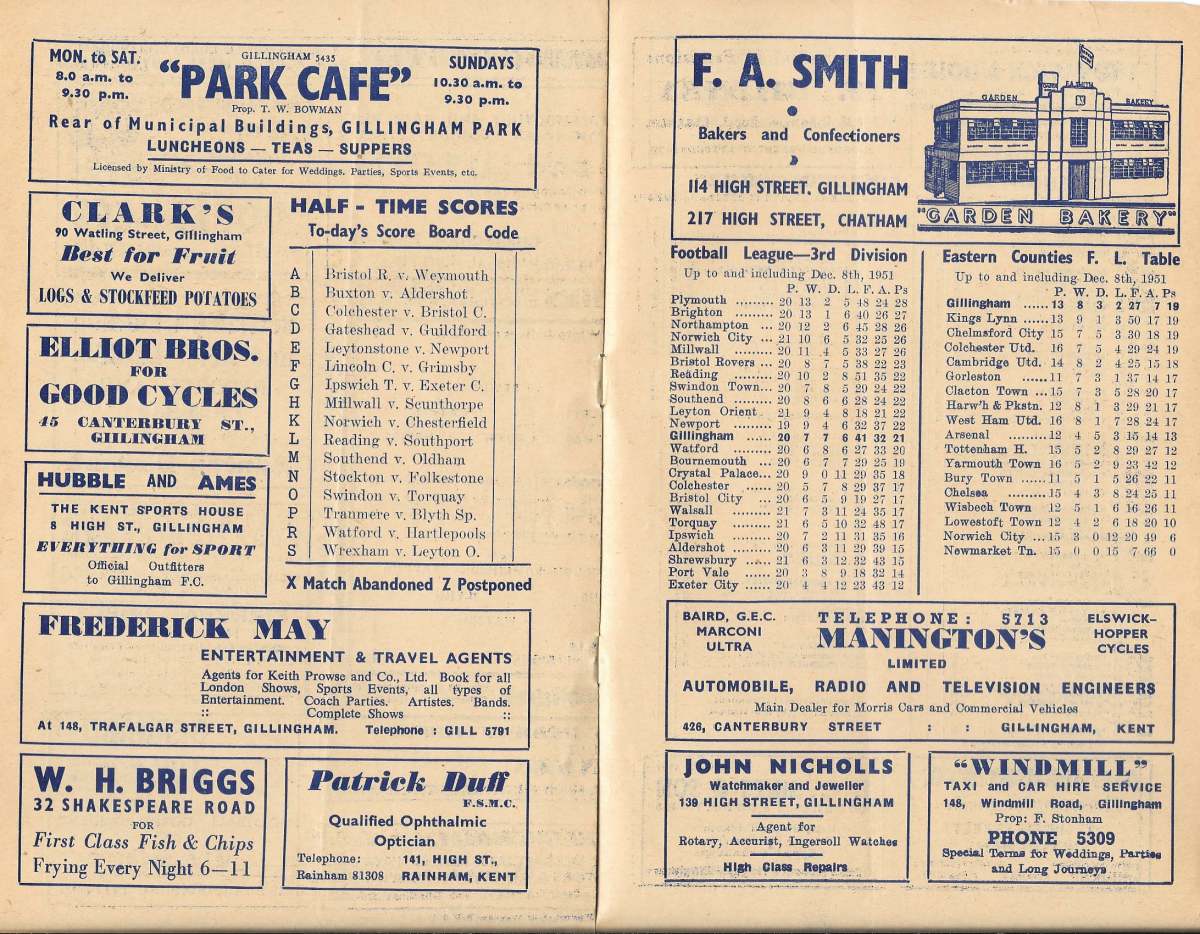 MON. to SAT.
8.0 a.m. to
9.30 p.m.
GILLINGHAM 5435
"PARK CAFE"
Prop. T. W. BOWMAN
SUNDAYS
10.30 a.m. to
9.30 p.m.
Rear of Municipal Buildings, GILLINGHAM PARK
LUNCHEONS — TEAS — SUPPERS
Licensed by Ministry of Food to Cater for Weddings. Parties, Sports Events, etc.
CLARK'S
90 Watling Street, Gillingham
Best for Fruit
We Deliver
LOGS & STOCKFEED POTATOES
ELLIOT BROS.
FOR
GOOD CYCLES
45 CANTERBURY ST.,
GILLINGHAM
HUBBLE AND AMES
THE KENT SPORTS HOUSE
8 HIGH ST., GILLINGHAM
EVERYTHING for SPORT
Official Outfitters
to Gillingham F.C.
HALF - TIME SCORES
To-day's Score Board Code
A Bristol R. v. Weymouth
B Buxton v. Aldershot
C Colchester v. Bristol C.
D Gateshead v. Guildford
E Leytonstone v. Newport
F Lincoln C. v. Grimsby
G Ipswich T. v. Exeter C.
H Millwall v. Scunthorpe
K Norwich v. Chesterfield
L Reading v. Southport
M Southend v. Oldham
N Stockton v. Folkestone
O Swindon v. Torquay
P Tranmere v. Blyth Sp.
R Watford v. Hartlepools
S Wrexham v. Leyton O.
X Match Abandoned Z Postponed
FREDERICK MAY
ENTERTAINMENT & TRAVEL AGENTS
Agents for Keith Prowse and Co., Ltd. Book for all
London Shows, Sports Events, all types of
Entertainment. Coach Parties. Artistes. Bands.
:: Complete Shows ::
At 148, TRAFALGAR STREET, GILLINGHAM. Telephone : GILL 5791
W. H. BRIGGS
32 SHAKESPEARE ROAD
FOR
First Class Fish & Chips
Frying Every Night 6—11
Patrick Duff
F.S.M.C.
Qualified Ophthalmic
Optician
Telephone: 141, HIGH ST.,
Rainham 81308 RAINHAM, KENT
F. A. SMITH
Bakers and Confectioners
114 HIGH STREET. GILLINGHAM
217 HIGH STREET, CHATHAM
GARDEN F.A. SMITH BAKERY
"GARDEN BAKERY"
Football League—3rd Division
Up to and including Dec. 8th, 1951
P. W. D. L. F. A. Ps
Plymouth ......... 20 13 2 5 48 24 28
Brighton ......... 20 13 1 6 40 26 27
Northampton ... 20 12 2 6 45 28 26
Norwich City ... 21 10 6 5 32 25 26
Millwall ......... 20 11 4 5 33 27 26
Bristol Rovers ... 20 8 7 5 38 22 23
Reading ......... 20 10 2 8 51 35 22
Swindon Town... 20 7 8 5 29 24 22
Southend ......... 20 8 6 6 28 24 22
Leyton Orient 21 9 4 8 18 21 22
Newport ......... 19 9 4 6 32 37 22
Gillingham ...... 20 7 7 6 41 32 21
Watford ......... 20 6 8 6 27 33 20
Bournemouth ... 20 6 7 7 29 25 19
Crystal Palace... 20 9 0 11 29 35 18
Colchester ...... 20 5 7 8 29 37 17
Bristol City ... 20 6 5 9 19 27 17
Walsall ......... 21 7 3 11 24 35 17
Torquay ......... 21 6 5 10 32 48 17
Ipswich ......... 20 7 2 11 31 35 16
Aldershot ......... 20 6 3 11 29 39 15
Shrewsbury ...... 21 6 3 12 32 43 15
Port Vale ...... 20 3 8 9 18 32 14
Exeter City ...... 20 4 4 12 23 43 12
Eastern Counties F. L. Table
Up to and including Dec. 8th, 1951
P. W. D. L. F. A. Ps
Gillingham ...... 13 8 3 2 27 7 19
Kings Lynn ...... 13 9 1 3 50 17 19
Chelmsford City 15 7 5 3 30 18 19
Colchester Utd. 16 7 5 4 29 24 19
Cambridge Utd. 14 8 2 4 25 15 18
Gorleston ...... 11 7 3 1 37 14 17
Clacton Town ... 15 7 3 5 28 20 17
Harw'h & Pkstn. 12 8 1 3 29 21 17
West Ham Utd. 16 8 1 7 28 24 17
Arsenal ......... 12 4 5 3 15 14 13
Tottenham H. 15 5 2 8 29 27 12
Yarmouth Town 16 5 2 9 23 42 12
Bury Town ...... 11 5 1 5 26 22 11
Chelsea ......... 15 4 3 8 24 25 11
Wisbech Town 12 5 1 6 16 26 11
Lowestoft Town 12 4 2 6 18 20 10
Norwich City ... 15 3 0 12 20 49 6
Newmarket Tn. 15 0 0 15 7 66 0
BAIRD, G.E.C.
MARCONI
ULTRA
TELEPHONE: 5713
MANINGTON'S
LIMITED
ELSWICK-
HOPPER
CYCLES
AUTOMOBILE, RADIO AND TELEVISION ENGINEERS
Main Dealer for Morris Cars and Commercial Vehicles
426, CANTERBURY STREET : : GILLINGHAM, KENT
JOHN NICHOLLS
Watchmaker and Jeweller
139 HIGH STREET, GILLINGHAM
Agent for
Rotary, Accurist, Ingersoll Watches
High Class Repairs
"WINDMILL"
TAXI and CAR HIRE SERVICE
148, Windmill Road, Gillingham
Prop: F. Stonham
PHONE 5309
Special Terms for Weddings, Parties
and Long Journeys